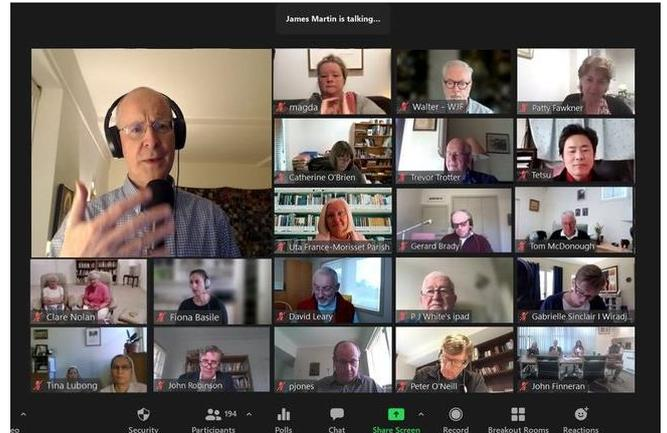 James Martin is talking...
magda
Walter - WJF
Patty Fawkner
Catherine O'Brien
Trevor Trotter
Tetsu
Uta France-Morisset Parish
Gerard Brady
Tom McDonough
Clare Nolan
Fiona Basile
David Leary
P J White's ipad
Gabrielle Sinclair I Wiradj...
Tina Lubong
John Robinson
pjones
Peter O'Neill
John Finneran
eo
Security
Participants
194
Polls
Chat
Share Screen
Record
Breakout Rooms
Reactions